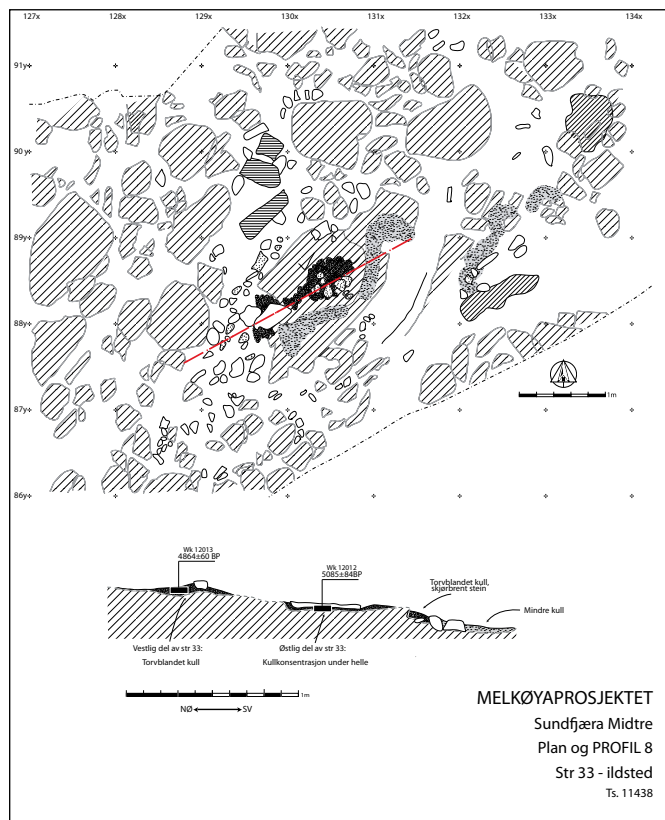 127x 128x 129x 130x 131x 132x 133x 134x
91y
90y
89y
88y
87y
86y
1m
Wk 12013
4864±60 BP
Wk 12012
5085±84BP
Torvblandet kull,
skjørbrent stein
Mindre kull
Vestlig del av str 33:
Torvblandet kull
Østlig del av str 33:
Kullkonsentrasjon under helle
1m
NØ SV
MELKØYAPROSJEKTET
Sundfjæra Midtre
Plan og PROFIL 8
Str 33 - ildsted
Ts. 11438